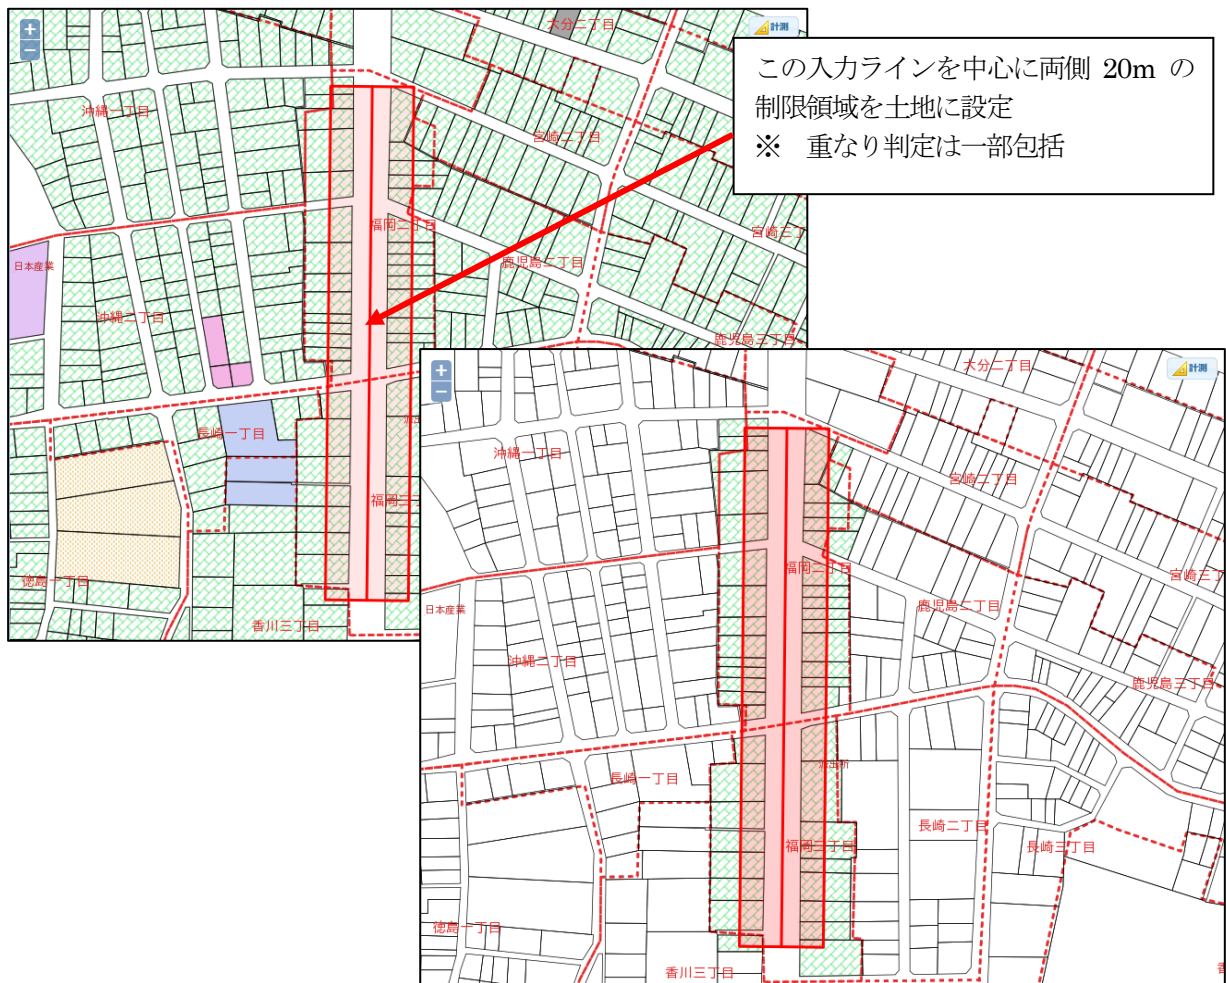 この入力ラインを中心に両側 20m の
制限領域を土地に設定
※ 重なり判定は一部包括
+
−
計測
大分二丁目
沖縄一丁目
宮崎二丁目
福岡二丁目
宮崎三丁
日本産業
鹿児島二丁目
沖縄二丁目
鹿児島三丁目
長崎一丁目
福岡三丁
徳島一丁目
香川三丁目
+
−
計測
大分二丁目
沖縄一丁目
宮崎二丁目
福岡二丁目
宮崎三丁
日本産業
鹿児島二丁目
沖縄二丁目
鹿児島三丁目
派出所
長崎一丁目
長崎二丁目
福岡三丁目
長崎三丁目
徳島一丁目
香川三丁目
香